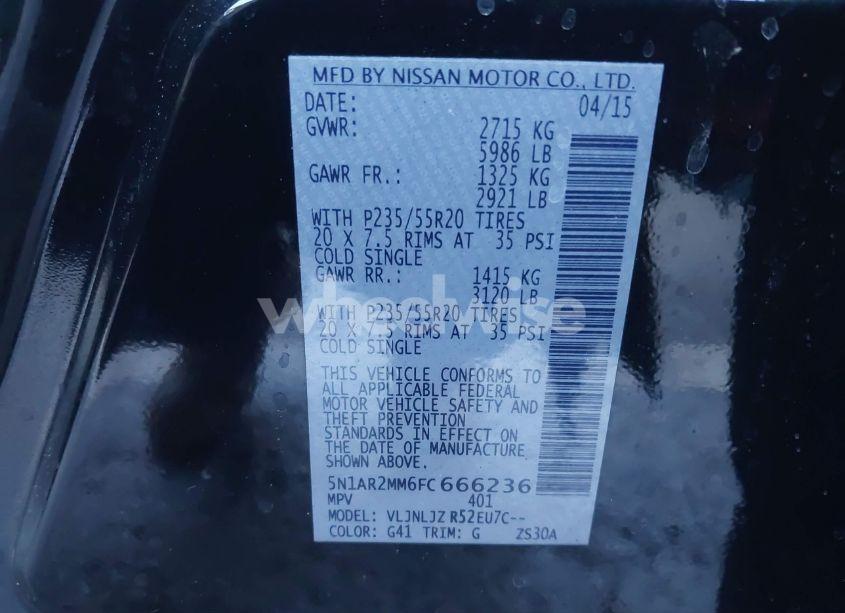 MFD BY NISSAN MOTOR CO., LTD.
DATE: 04/15
GVWR: 2715 KG
5986 LB
GAWR FR.: 1325 KG
2921 LB
WITH P235/55R20 TIRES
20 X 7.5 RIMS AT 35 PSI
COLD SINGLE
GAWR RR.: 1415 KG
3120 LB
wheelwise
WITH P235/55R20 TIRES
20 X 7.5 RIMS AT 35 PSI
COLD SINGLE
THIS VEHICLE CONFORMS TO
ALL APPLICABLE FEDERAL
MOTOR VEHICLE SAFETY AND
THEFT PREVENTION
STANDARDS IN EFFECT ON
THE DATE OF MANUFACTURE
SHOWN ABOVE.
5N1AR2MM6FC666236
MPV 401
MODEL: VLJNLJZ R52EU7C--
COLOR: G41 TRIM: G ZS30A